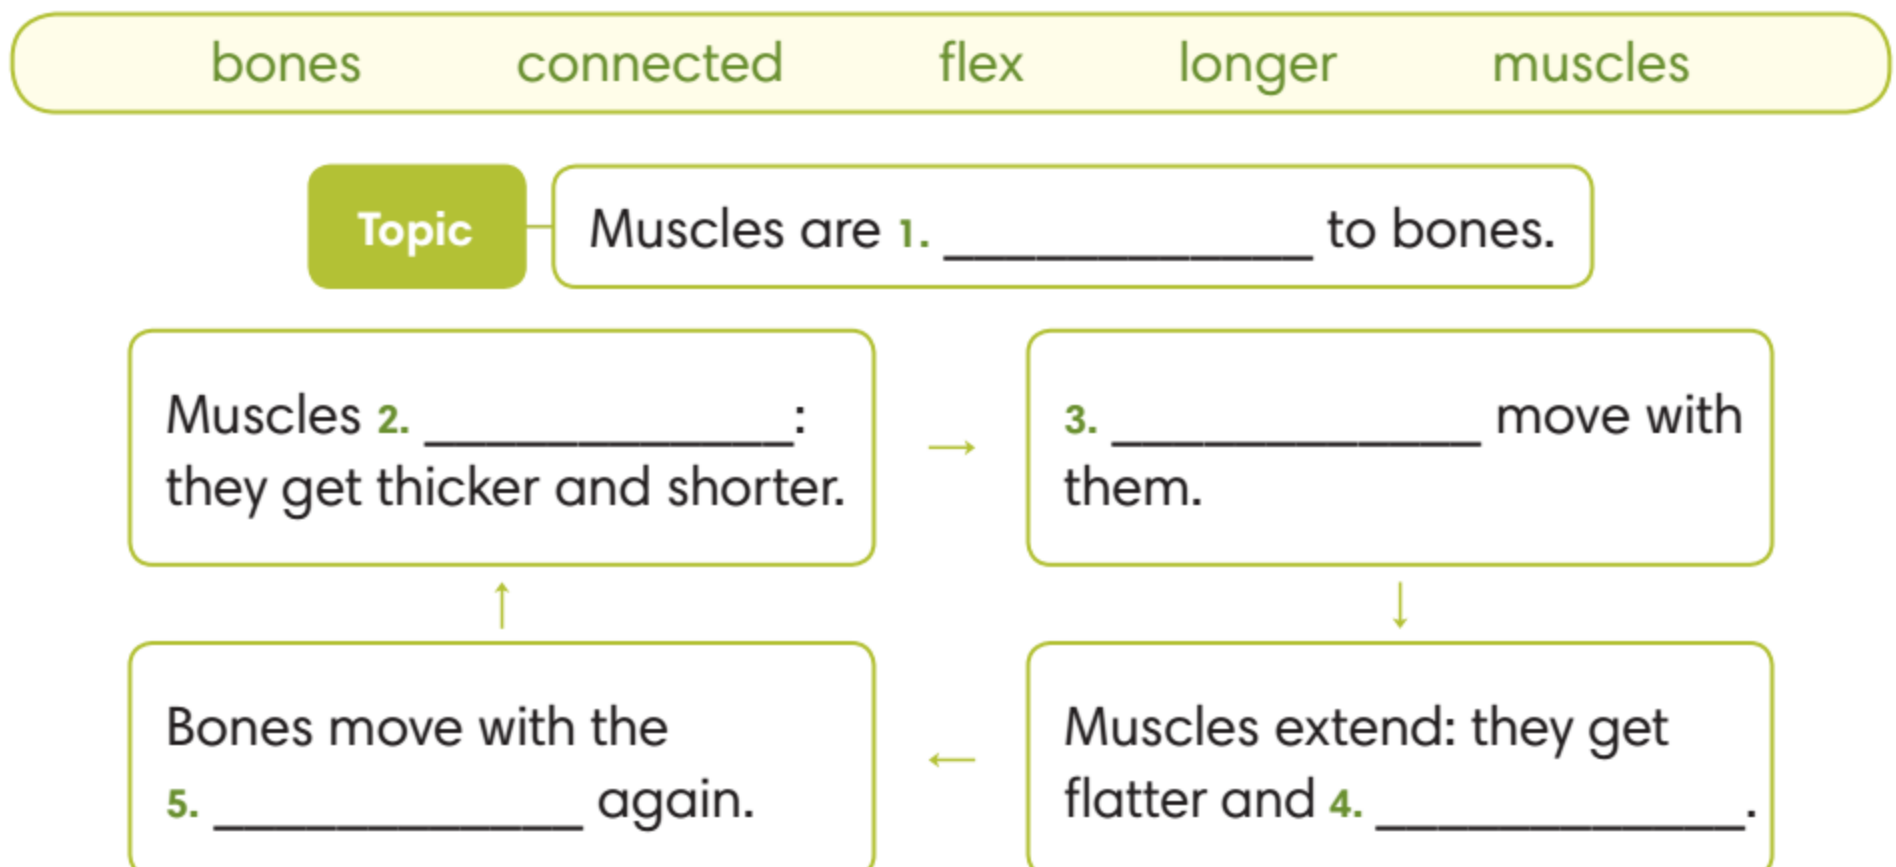 bones connected flex longer muscles
Topic
Muscles are 1. ____________ to bones.
Muscles 2. ____________:
they get thicker and shorter.
3. ____________ move with
them.
Muscles extend: they get
flatter and 4. ____________.
Bones move with the
5. ____________ again.